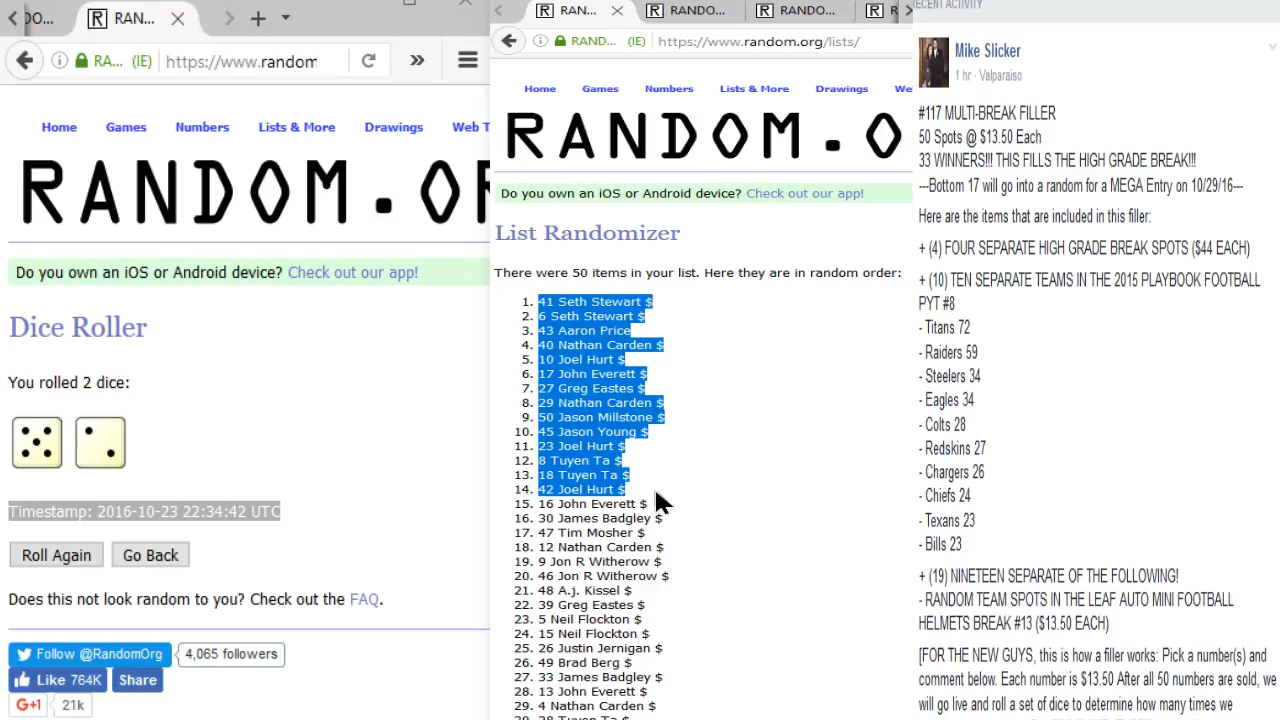 DO...
RAN...
RA... (IE)
https://www.random
Home
Games
Numbers
Lists & More
Drawings
Web T
RANDOM.OR
Do you own an iOS or Android device? Check out our app!
Dice Roller
You rolled 2 dice:
Timestamp: 2016-10-23 22:34:42 UTC
Roll Again
Go Back
Does this not look random to you? Check out the FAQ.
Follow @RandomOrg
4,065 followers
Like 764K
Share
G+1
21k
RAN...
RANDO...
RANDO...
R
RAND... (IE)
https://www.random.org/lists/
Home
Games
Numbers
Lists & More
Drawings
We
RANDOM.O
Do you own an iOS or Android device? Check out our app!
List Randomizer
There were 50 items in your list. Here they are in random order:
1. 41 Seth Stewart $
2. 6 Seth Stewart $
3. 43 Aaron Price
4. 40 Nathan Carden $
5. 10 Joel Hurt $
6. 17 John Everett $
7. 27 Greg Eastes $
8. 29 Nathan Carden $
9. 50 Jason Millstone $
10. 45 Jason Young $
11. 23 Joel Hurt $
12. 8 Tuyen Ta $
13. 18 Tuyen Ta $
14. 42 Joel Hurt $
15. 16 John Everett $
16. 30 James Badgley $
17. 47 Tim Mosher $
18. 12 Nathan Carden $
19. 9 Jon R Witherow $
20. 46 Jon R Witherow $
21. 48 A.j. Kissel $
22. 39 Greg Eastes $
23. 5 Neil Flockton $
24. 15 Neil Flockton $
25. 26 Justin Jernigan $
26. 49 Brad Berg $
27. 33 James Badgley $
28. 13 John Everett $
29. 4 Nathan Carden $
RECENT ACTIVITY
Mike Slicker
1 hr · Valparaiso
#117 MULTI-BREAK FILLER
50 Spots @ $13.50 Each
33 WINNERS!!! THIS FILLS THE HIGH GRADE BREAK!!!
---Bottom 17 will go into a random for a MEGA Entry on 10/29/16---
Here are the items that are included in this filler:
+ (4) FOUR SEPARATE HIGH GRADE BREAK SPOTS ($44 EACH)
+ (10) TEN SEPARATE TEAMS IN THE 2015 PLAYBOOK FOOTBALL
PYT #8
- Titans 72
- Raiders 59
- Steelers 34
- Eagles 34
- Colts 28
- Redskins 27
- Chargers 26
- Chiefs 24
- Texans 23
- Bills 23
+ (19) NINETEEN SEPARATE OF THE FOLLOWING!
- RANDOM TEAM SPOTS IN THE LEAF AUTO MINI FOOTBALL
HELMETS BREAK #13 ($13.50 EACH)
[FOR THE NEW GUYS, this is how a filler works: Pick a number(s) and
comment below. Each number is $13.50 After all 50 numbers are sold, we
will go live and roll a set of dice to determine how many times we